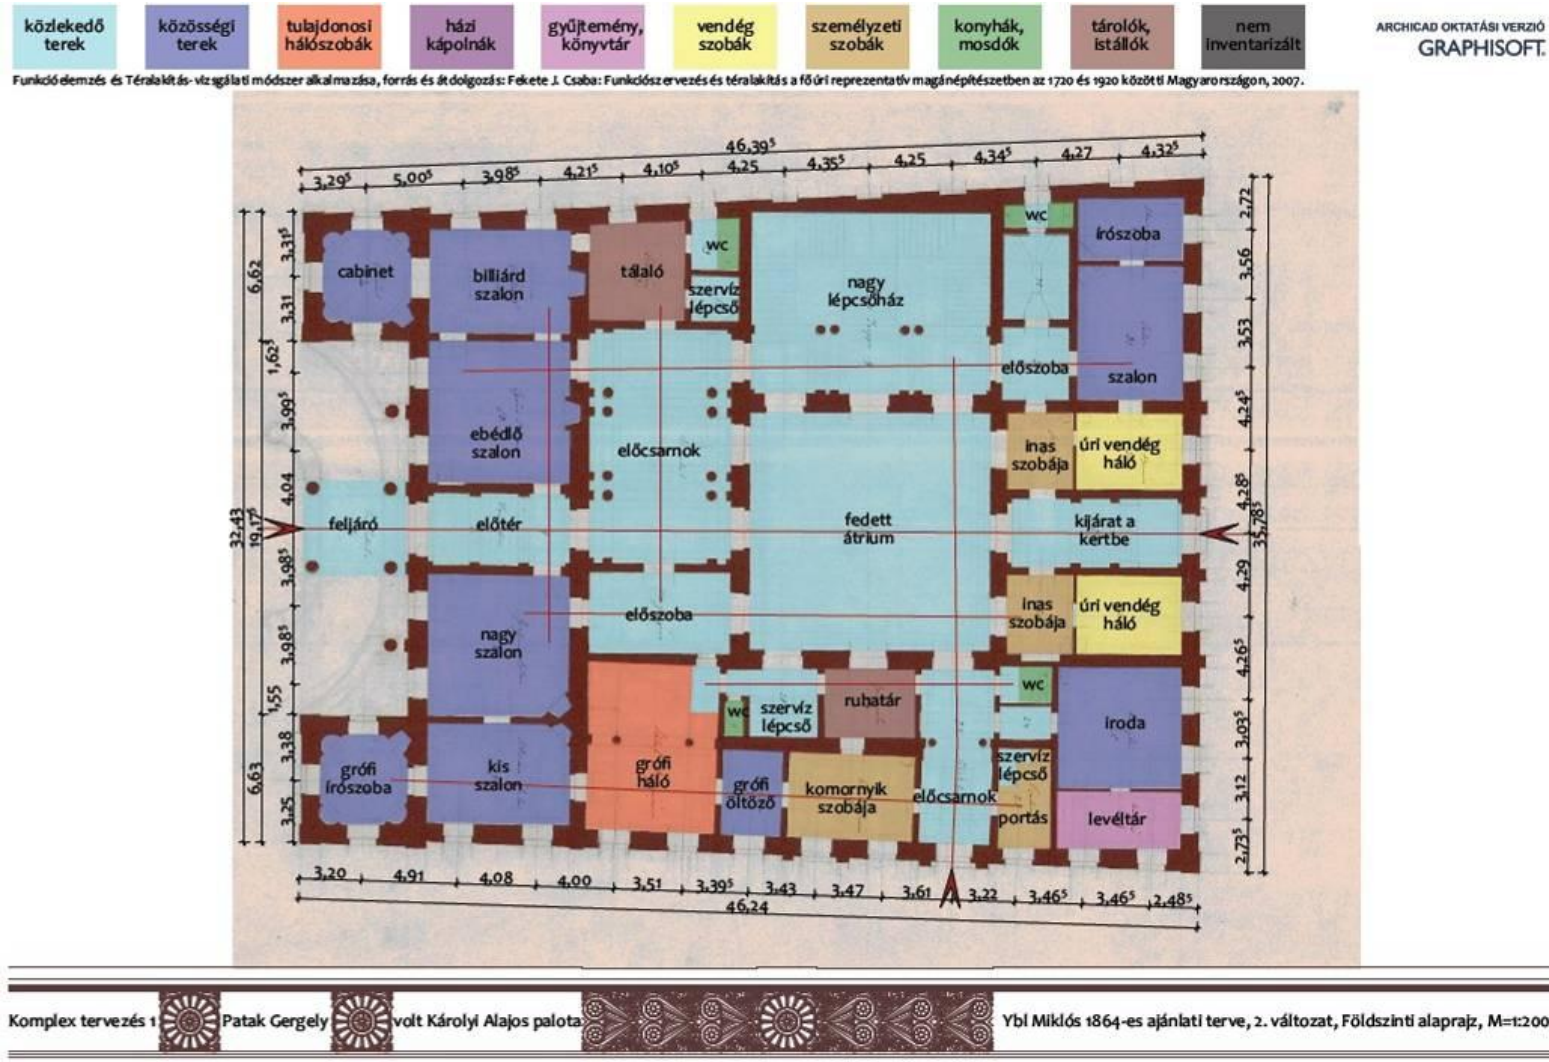 közlekedő
terek
közösségi
terek
tulajdonosi
hálószobák
házi
kápolnák
gyűjtemény,
könyvtár
vendég
szobák
személyzeti
szobák
konyhák,
mosdók
tárolók,
istállók
nem
inventarizált
ARCHICAD OKTATÁSI VERZIÓ
GRAPHISOFT.
Funkcióelemzés és Téralakítás-vizsgálati módszer alkalmazása, forrás és átdolgozás: Fekete J. Csaba: Funkciószervezés és téralakítás a főúri reprezentatív magánépítészetben az 1720 és 1920 közötti Magyarországon, 2007.
46,39⁵
3,29⁵ 5,00⁵ 3,98⁵ 4,21⁵ 4,10⁵ 4,25 4,35⁵ 4,25 4,34⁵ 4,27 4,32⁵
32,43
19,17⁵
6,62
6,63
3,31⁵
3,31
1,62⁵
3,99⁵
4,04
3,98⁵
3,98⁵
1,55
3,38
3,25
2,72
3,56
3,53
4,24⁵
4,28⁵
4,29
4,26⁵
3,03⁵
3,12
2,73⁵
35,78⁵
cabinet
billiárd
szalon
tálaló
wc
szervíz
lépcső
nagy
lépcsőház
wc
írószoba
előszoba
szalon
ebédlő
szalon
előcsarnok
inas
szobája
úri vendég
háló
feljáró
előtér
fedett
átrium
kijárat a
kertbe
nagy
szalon
előszoba
inas
szobája
úri vendég
háló
wc
szervíz
lépcső
ruhatár
wc
iroda
grófi
írószoba
kis
szalon
grófi
háló
grófi
öltöző
komornyik
szobája
előcsarnok
szervíz
lépcső
portás
levéltár
3,20 4,91 4,08 4,00 3,51 3,39⁵ 3,43 3,47 3,61 3,22 3,46⁵ 3,46⁵ 2,48⁵
46,24
Komplex tervezés 1
Patak Gergely
volt Károlyi Alajos palota
Ybl Miklós 1864-es ajánlati terve, 2. változat, Földszinti alaprajz, M=1:200